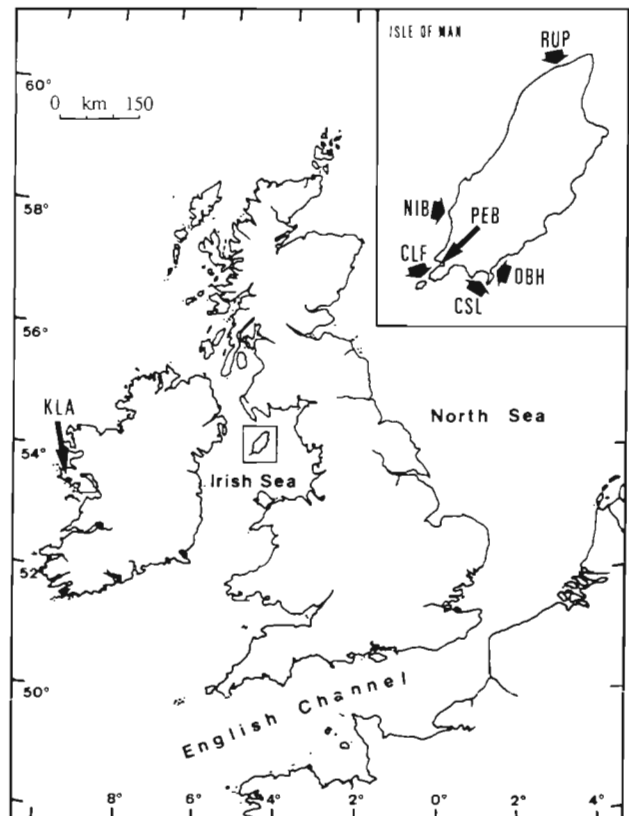 ISLE OF MAN
RUP
NIB
PEB
CLF
CSL
OBH
60°
0 km 150
58°
56°
KLA
54°
North Sea
Irish Sea
52°
50°
English Channel
8° 6° 4° 2° 0° 2° 4°